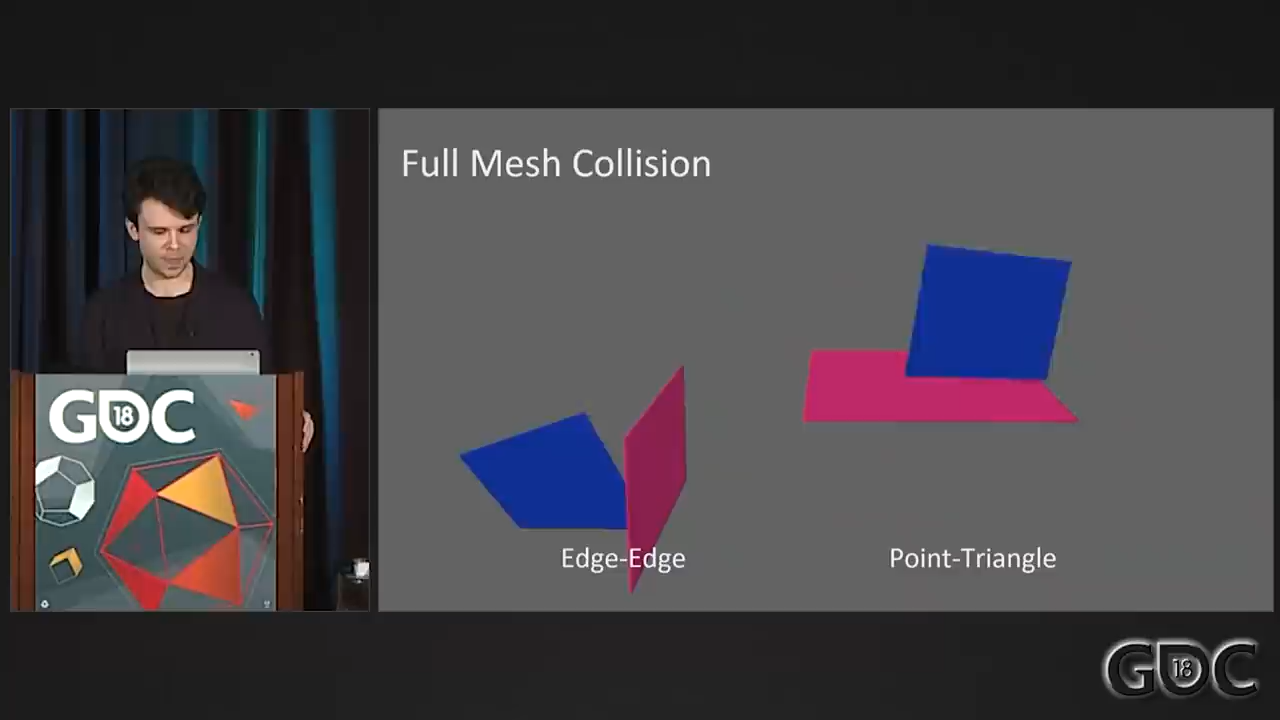 GDC
18
Full Mesh Collision
Edge-Edge
Point-Triangle
GDC
18